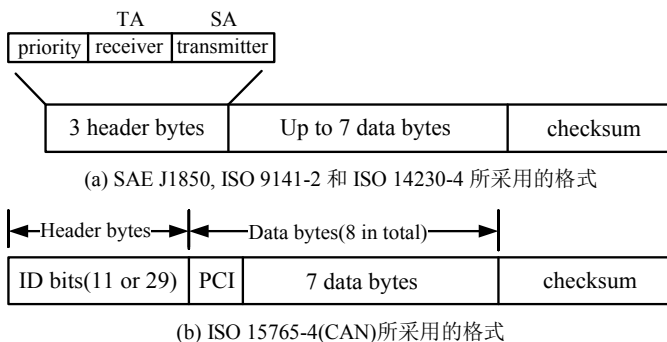 TA SA
priority receiver transmitter
3 header bytes Up to 7 data bytes checksum
(a) SAE J1850, ISO 9141-2 和 ISO 14230-4 所采用的格式
Header bytes Data bytes(8 in total)
ID bits(11 or 29) PCI 7 data bytes checksum
(b) ISO 15765-4(CAN)所采用的格式